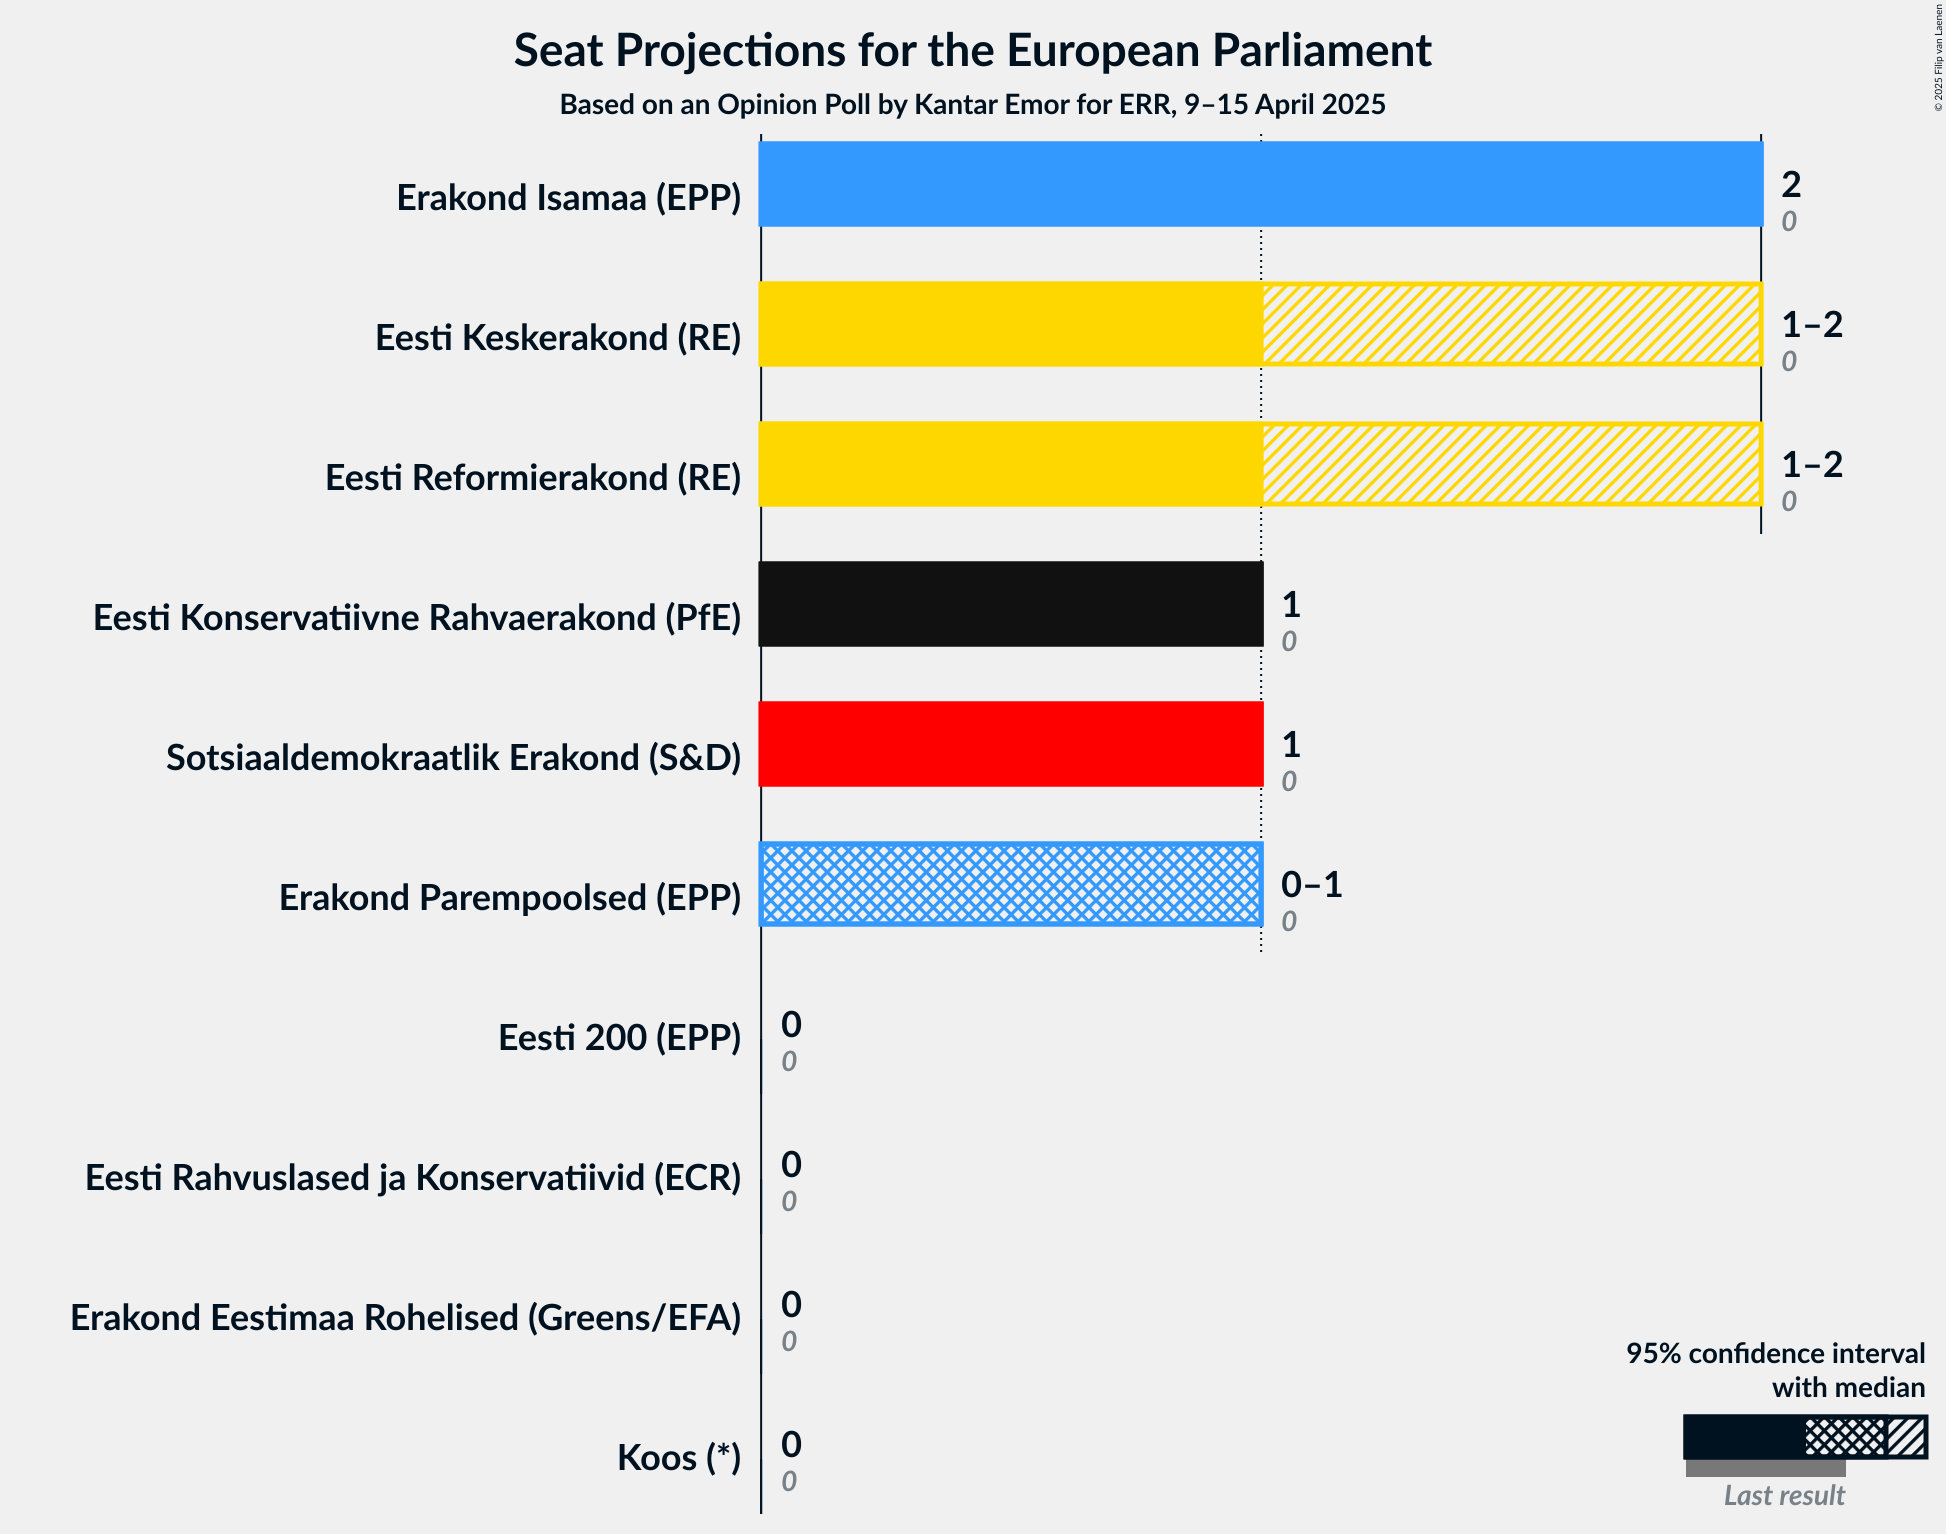 Seat Projections for the European Parliament
Based on an Opinion Poll by Kantar Emor for ERR, 9–15 April 2025
© 2025 Filip van Laenen
Erakond Isamaa (EPP)
2
0
Eesti Keskerakond (RE)
1–2
0
Eesti Reformierakond (RE)
1–2
0
Eesti Konservatiivne Rahvaerakond (PfE)
1
0
Sotsiaaldemokraatlik Erakond (S&D)
1
0
Erakond Parempoolsed (EPP)
0–1
0
Eesti 200 (EPP)
0
0
Eesti Rahvuslased ja Konservatiivid (ECR)
0
0
Erakond Eestimaa Rohelised (Greens/EFA)
0
0
Koos (*)
0
0
95% confidence interval
with median
Last result